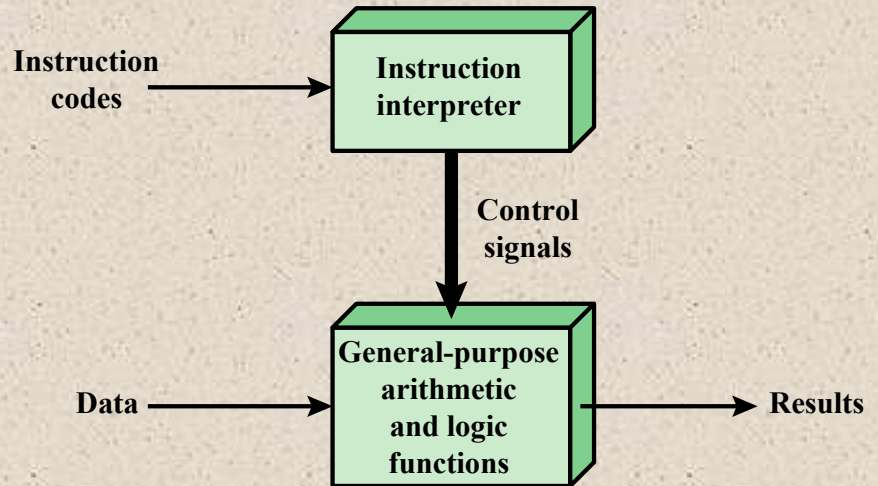 Instruction
codes
Instruction
interpreter
Control
signals
Data
General-purpose
arithmetic
and logic
functions
Results